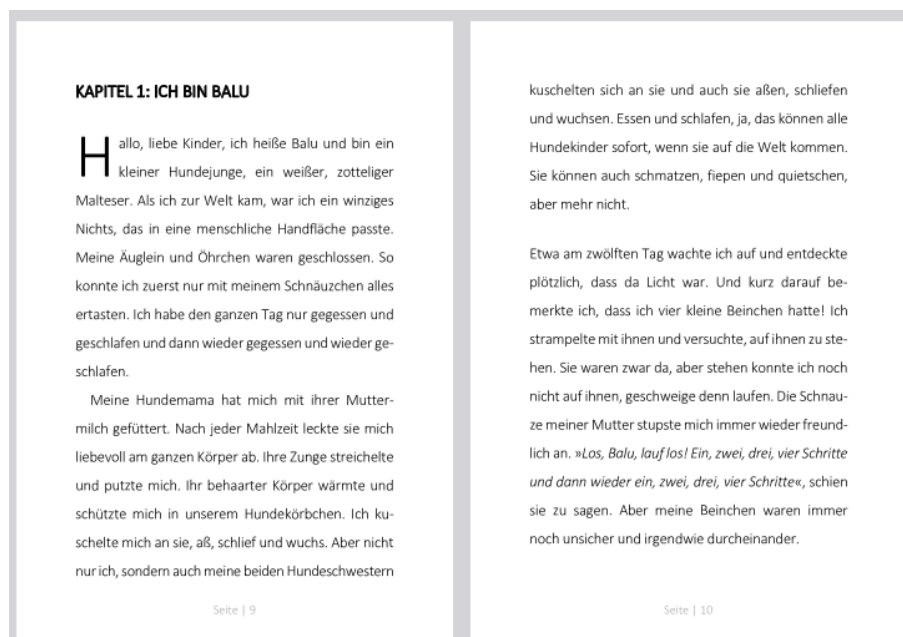 KAPITEL 1: ICH BIN BALU
Hallo, liebe Kinder, ich heiße Balu und bin ein
kleiner Hundejunge, ein weißer, zotteliger
Malteser. Als ich zur Welt kam, war ich ein winziges
Nichts, das in eine menschliche Handfläche passte.
Meine Äuglein und Öhrchen waren geschlossen. So
konnte ich zuerst nur mit meinem Schnäuzchen alles
ertasten. Ich habe den ganzen Tag nur gegessen und
geschlafen und dann wieder gegessen und wieder ge-
schlafen.
Meine Hundemama hat mich mit ihrer Mutter-
milch gefüttert. Nach jeder Mahlzeit leckte sie mich
liebevoll am ganzen Körper ab. Ihre Zunge streichelte
und putzte mich. Ihr behaarter Körper wärmte und
schützte mich in unserem Hundekörbchen. Ich ku-
schelte mich an sie, aß, schlief und wuchs. Aber nicht
nur ich, sondern auch meine beiden Hundeschwestern
Seite | 9
kuschelten sich an sie und auch sie aßen, schliefen
und wuchsen. Essen und schlafen, ja, das können alle
Hundekinder sofort, wenn sie auf die Welt kommen.
Sie können auch schmatzen, fiepen und quietschen,
aber mehr nicht.
Etwa am zwölften Tag wachte ich auf und entdeckte
plötzlich, dass da Licht war. Und kurz darauf be-
merkte ich, dass ich vier kleine Beinchen hatte! Ich
strampelte mit ihnen und versuchte, auf ihnen zu ste-
hen. Sie waren zwar da, aber stehen konnte ich noch
nicht auf ihnen, geschweige denn laufen. Die Schnau-
ze meiner Mutter stupste mich immer wieder freund-
lich an. »Los, Balu, lauf los! Ein, zwei, drei, vier Schritte
und dann wieder ein, zwei, drei, vier Schritte«, schien
sie zu sagen. Aber meine Beinchen waren immer
noch unsicher und irgendwie durcheinander.
Seite | 10